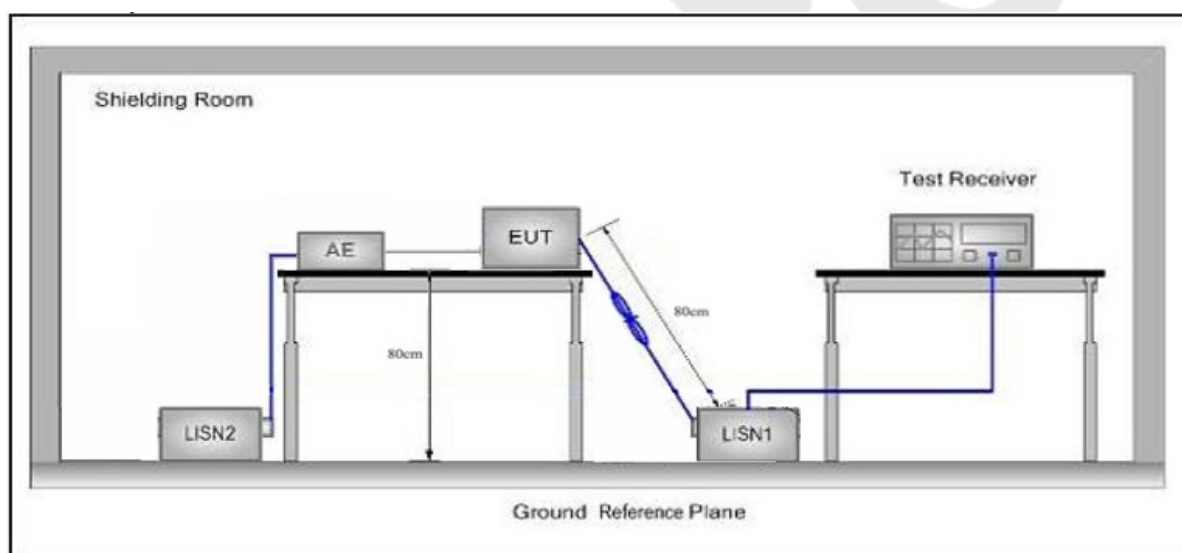 Shielding Room
Test Receiver
AE
EUT
80cm
80cm
LISN2
LISN1
Ground Reference Plane